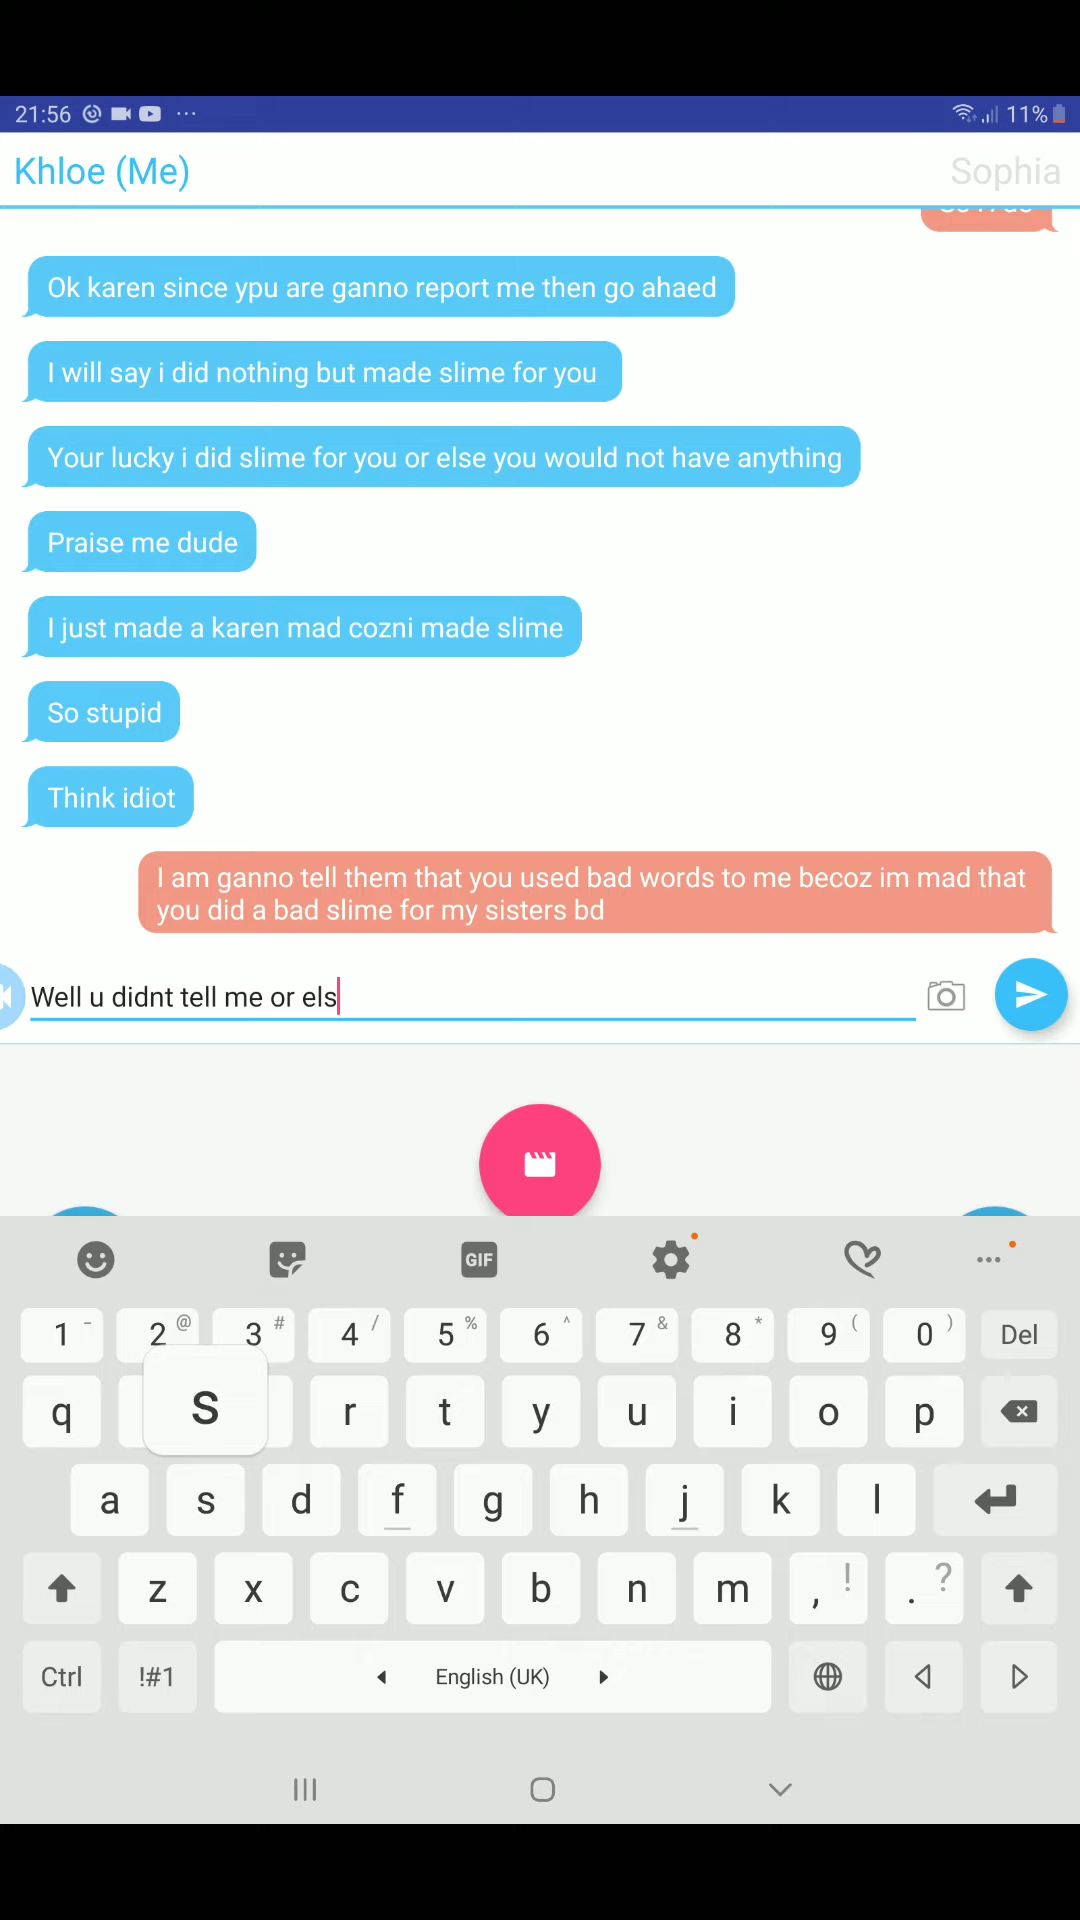 21:56
11%
Khloe (Me)
Sophia
Ok karen since ypu are ganno report me then go ahaed
I will say i did nothing but made slime for you
Your lucky i did slime for you or else you would not have anything
Praise me dude
I just made a karen mad cozni made slime
So stupid
Think idiot
I am ganno tell them that you used bad words to me becoz im mad that
you did a bad slime for my sisters bd
Well u didnt tell me or els
GIF
1 - 2 @ 3 # 4 / 5 % 6 ^ 7 & 8 * 9 ( 0 ) Del
q s r t y u i o p
a s d f g h j k l
z x c v b n m , ! . ?
Ctrl !#1 English (UK)